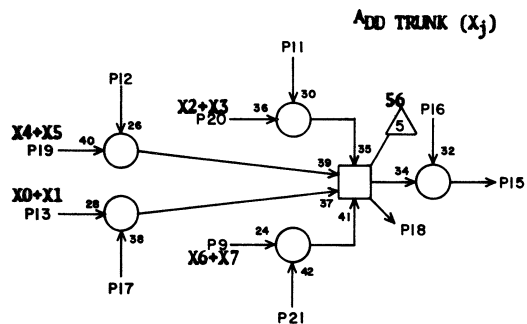 ADD TRUNK (Xj)
P11
P12
30
X2+X3
36
P20
56
5
P16
X4+X5
26
40
P19
35
32
39
34
P15
X0+X1
28
P13
37
41
P18
38
24
P9
X6+X7
42
P17
P21